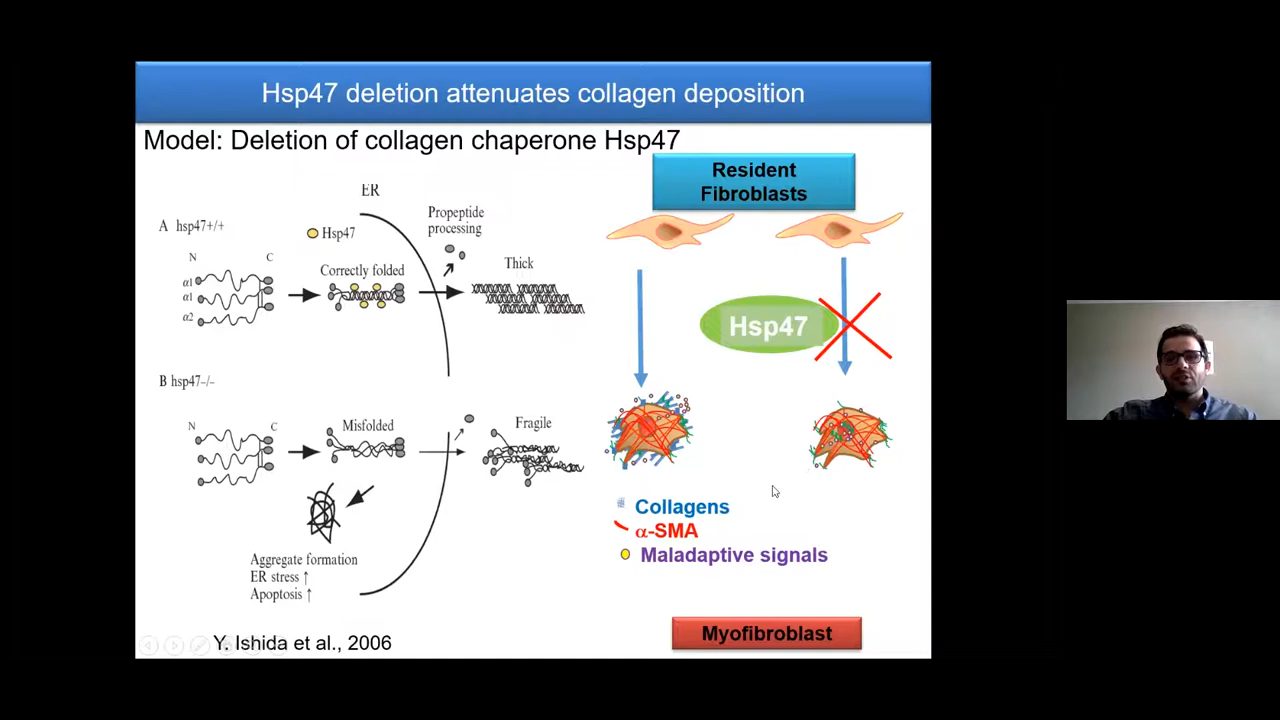 Hsp47 deletion attenuates collagen deposition
Model: Deletion of collagen chaperone Hsp47
ER
A hsp47+/+
Hsp47
Propeptide
processing
N
C
α1
α1
α2
Correctly folded
Thick
B hsp47–/–
N
C
Misfolded
Fragile
Aggregate formation
ER stress ↑
Apoptosis ↑
Y. Ishida et al., 2006
Resident
Fibroblasts
Hsp47
Collagens
α-SMA
Maladaptive signals
Myofibroblast